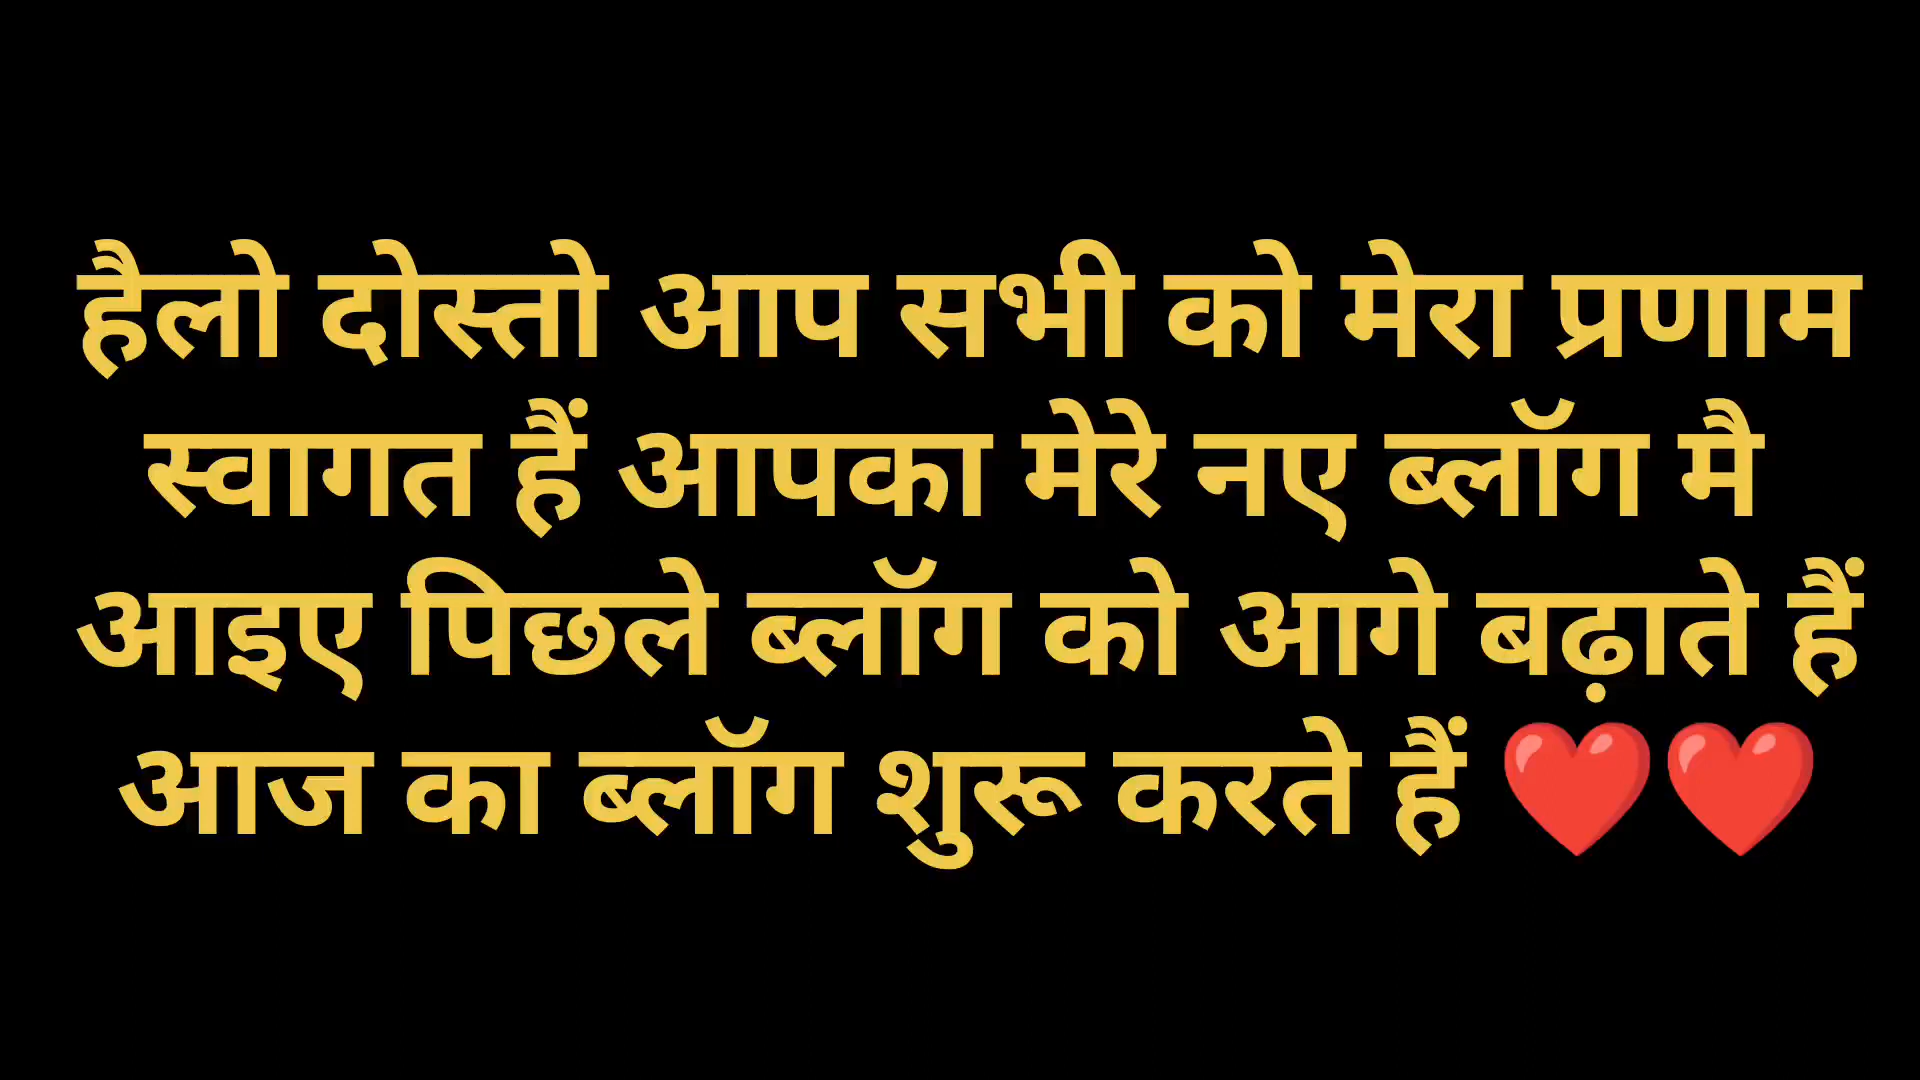 हैलो दोस्तो आप सभी को मेरा प्रणाम
स्वागत हैं आपका मेरे नए ब्लॉग मै
आइए पिछले ब्लॉग को आगे बढ़ाते हैं
आज का ब्लॉग शुरू करते हैं ❤️❤️